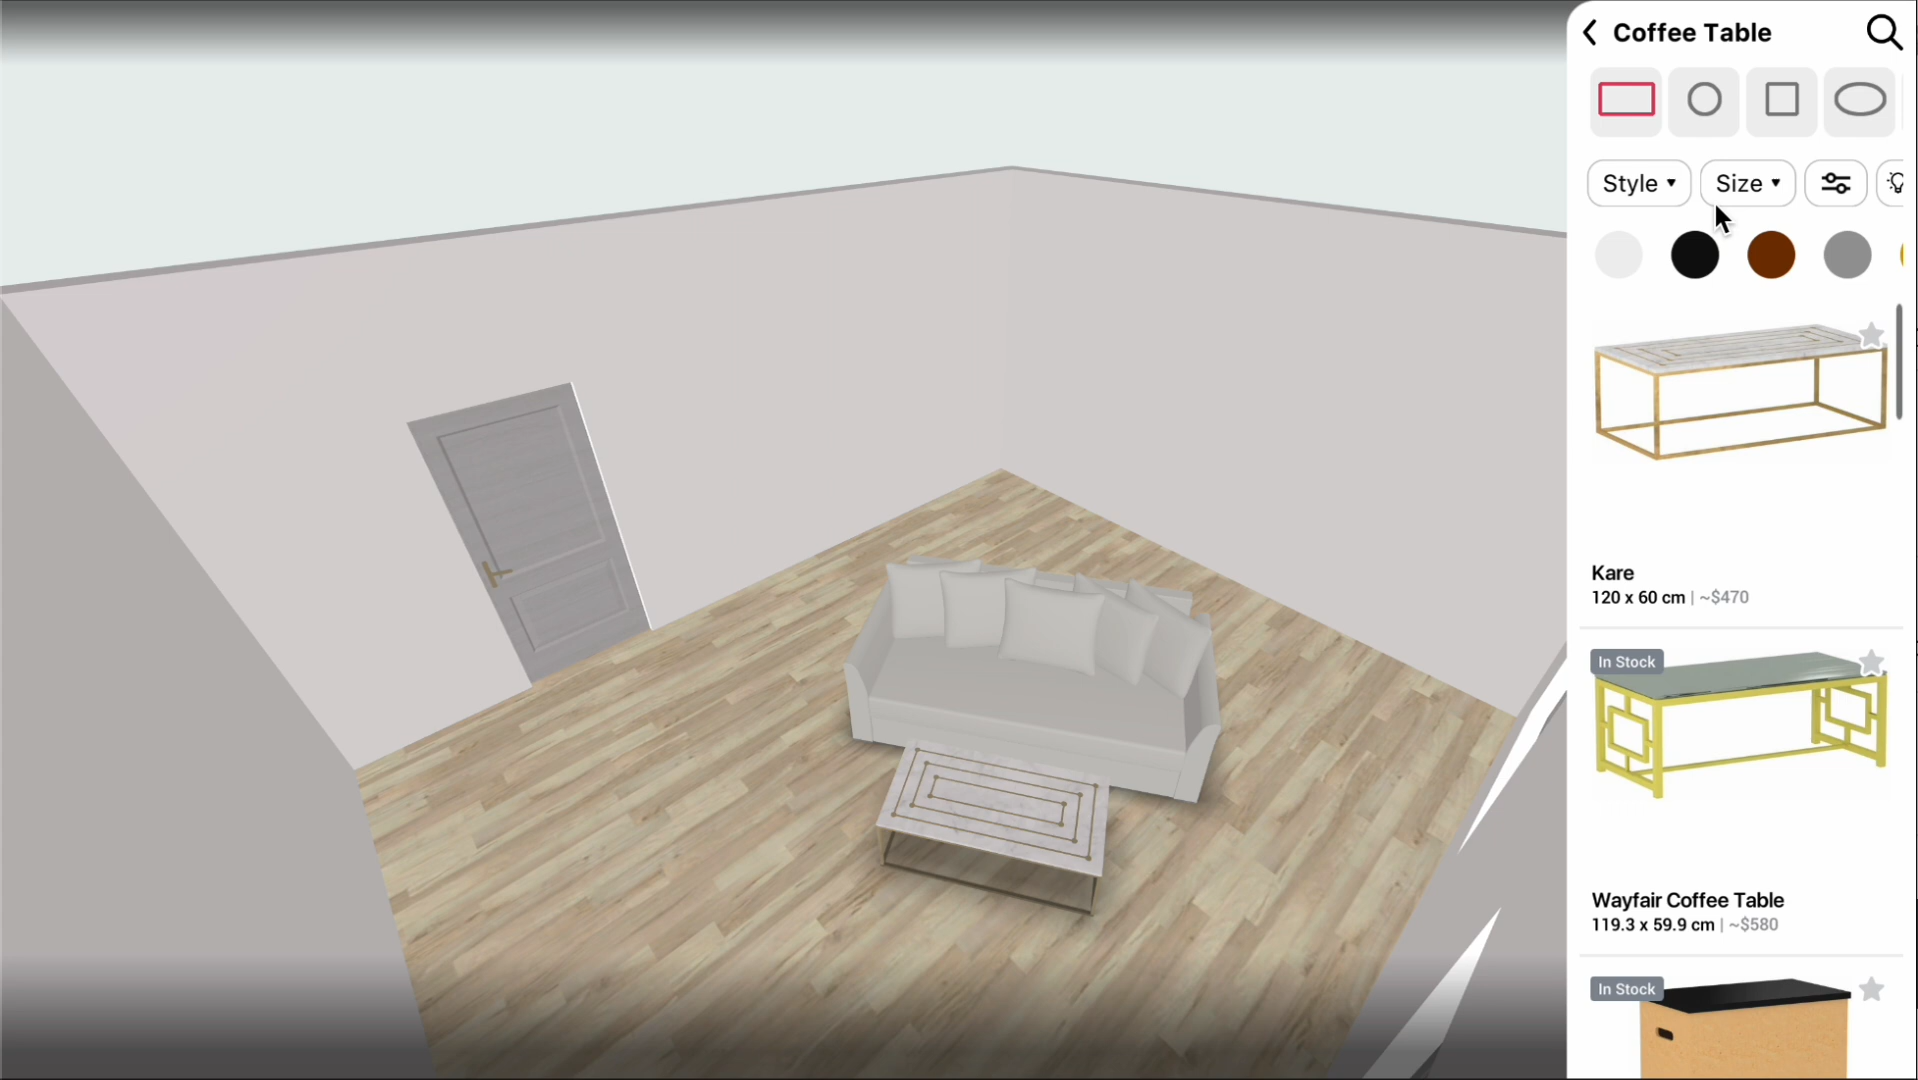 Coffee Table
Style
Size
Kare
120 x 60 cm | ~$470
In Stock
Wayfair Coffee Table
119.3 x 59.9 cm | ~$580
In Stock